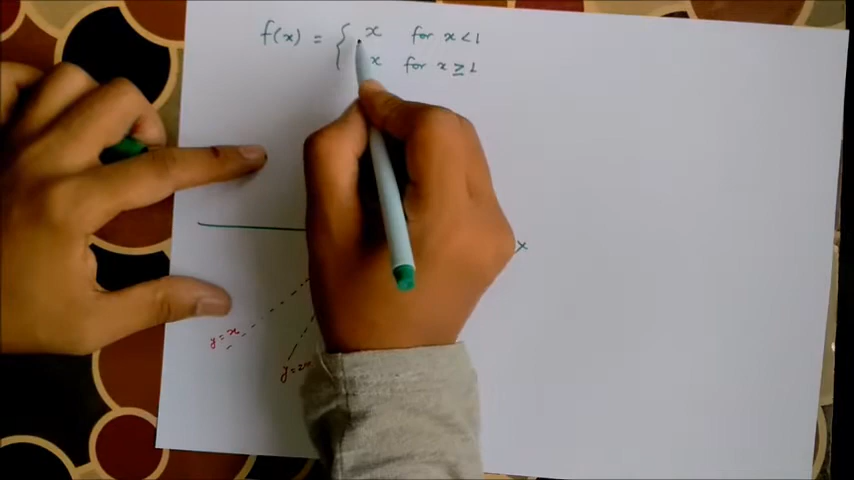 f(x) = { x for x < 1
x for x ≥ 1
x
y = x